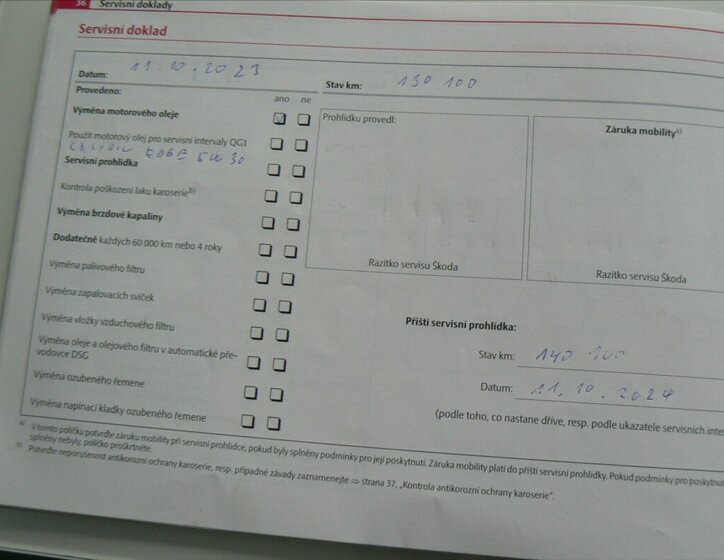 36 Servisní doklady
Servisní doklad
Datum: 11.10.2023
Stav km: 130 100
Provedeno:
ano ne
Výměna motorového oleje
Použit motorový olej pro servisní intervaly QG1
CASTROL EDGE 5W 30
Servisní prohlídka
Kontrola poškození laku karoserieb)
Výměna brzdové kapaliny
Dodatečně každých 60 000 km nebo 4 roky
Výměna palivového filtru
Výměna zapalovacích svíček
Výměna vložky vzduchového filtru
Výměna oleje a olejového filtru v automatické pře-
vodovce DSG
Výměna ozubeného řemene
Výměna napínací kladky ozubeného řemene
Prohlídku provedl:
Razítko servisu Škoda
Záruka mobilitya)
Razítko servisu Škoda
Příští servisní prohlídka:
Stav km: 140 100
Datum: 11.10.2024
(podle toho, co nastane dříve, resp. podle ukazatele servisních inte
a) V tomto políčku potvrďte záruku mobility při servisní prohlídce, pokud byly splněny podmínky pro její poskytnutí. Záruka mobility platí do příští servisní prohlídky. Pokud podmínky pro poskytnut
splněny nebyly, políčko proškrtněte.
b) Potvrďte neporušenost antikorozní ochrany karoserie, resp. případné závady zaznamenejte ⇒ strana 37, „Kontrola antikorozní ochrany karoserie".